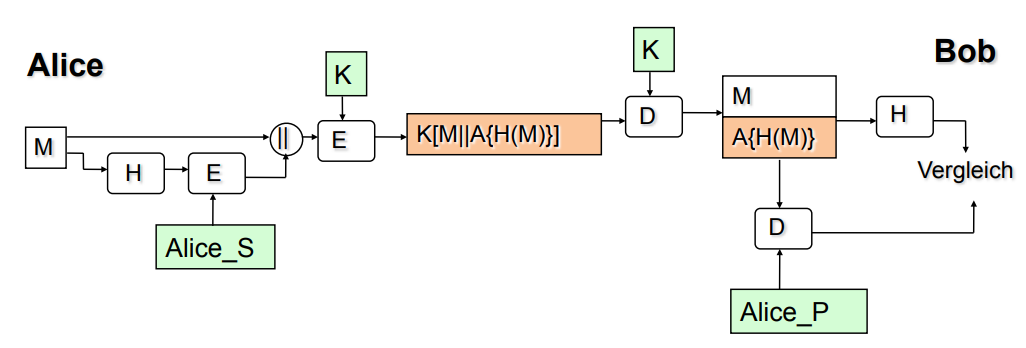 Alice
Bob
K
K
M
||
E
K[M||A{H(M)}]
D
M
A{H(M)}
H
H
E
Vergleich
Alice_S
D
Alice_P